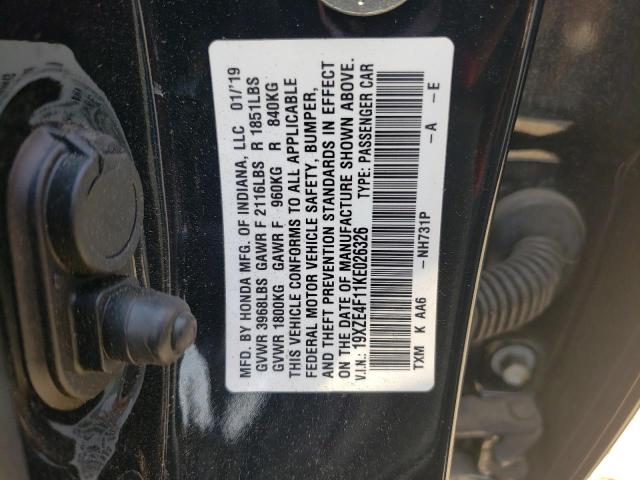 MFD. BY HONDA MFG. OF INDIANA, LLC 01/'19
GVWR 3968LBS GAWR F 2116LBS R 1851LBS
GVWR 1800KG GAWR F 960KG R 840KG
THIS VEHICLE CONFORMS TO ALL APPLICABLE
FEDERAL MOTOR VEHICLE SAFETY, BUMPER,
AND THEFT PREVENTION STANDARDS IN EFFECT
ON THE DATE OF MANUFACTURE SHOWN ABOVE.
V.I.N.: 19XZE4F11KE026326 TYPE: PASSENGER CAR
TXM K AA6 -NH731P -A -E